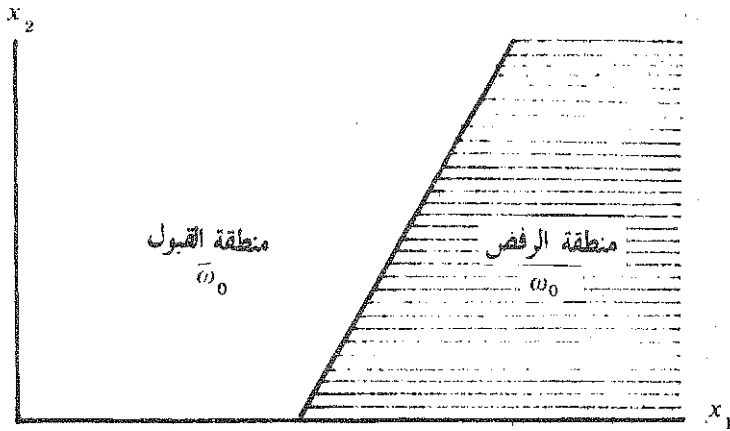 x₂
منطقة القبول
ω̄₀
منطقة الرفض
ω₀
x₁